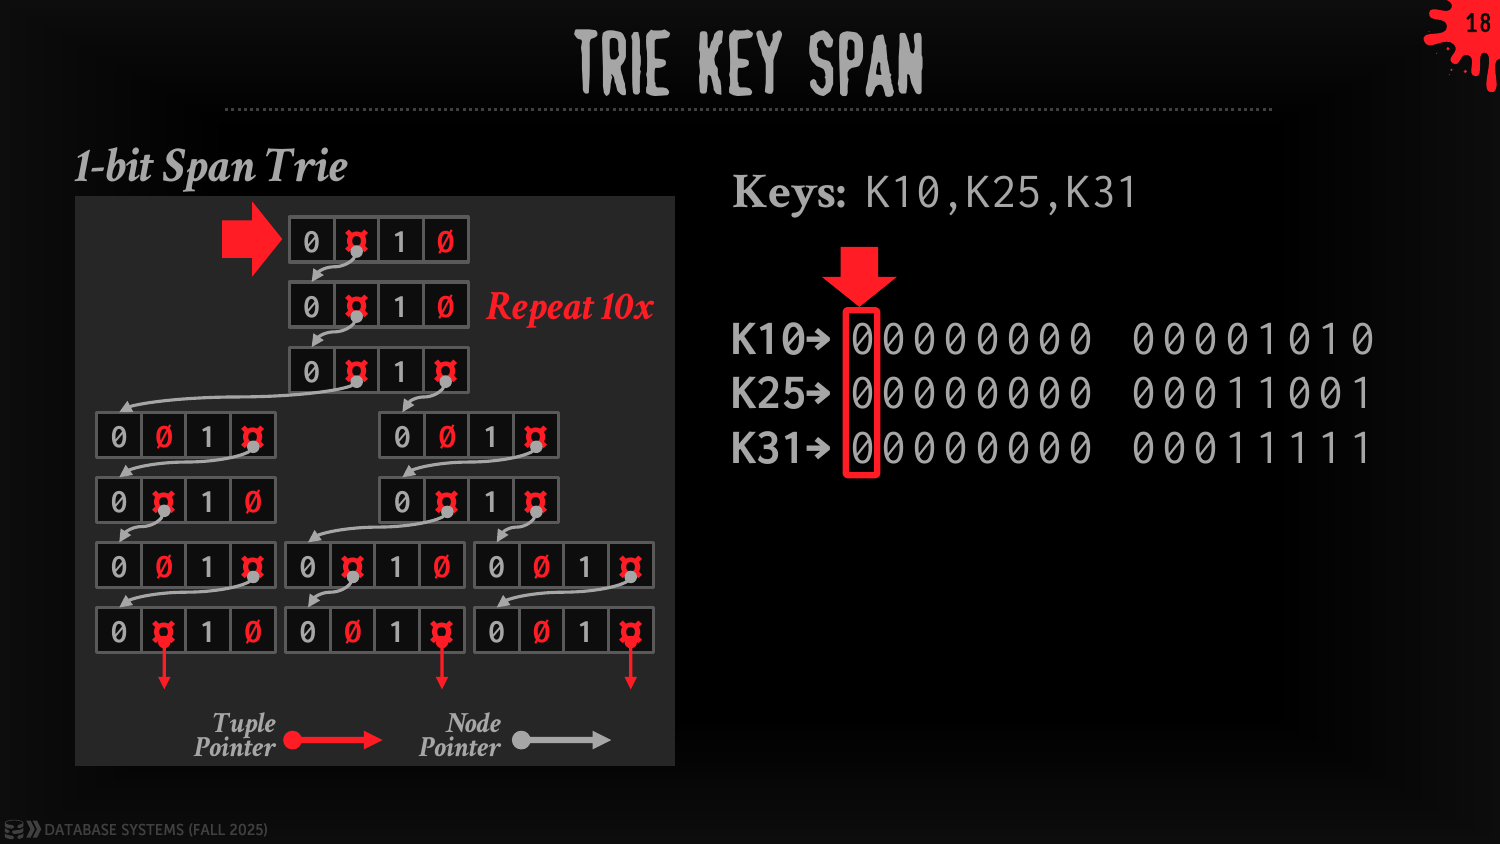 18
TRIE KEY SPAN
1-bit Span Trie
0 ¤ 1 Ø
0 ¤ 1 Ø
Repeat 10x
0 ¤ 1 ¤
0 Ø 1 ¤ 0 Ø 1 ¤
0 ¤ 1 Ø 0 ¤ 1 ¤
0 Ø 1 ¤ 0 ¤ 1 Ø 0 Ø 1 ¤
0 ¤ 1 Ø 0 Ø 1 ¤ 0 Ø 1 ¤
Tuple
Pointer
Node
Pointer
Keys: K10,K25,K31
K10→ 00000000 00001010
K25→ 00000000 00011001
K31→ 00000000 00011111
DATABASE SYSTEMS (FALL 2025)